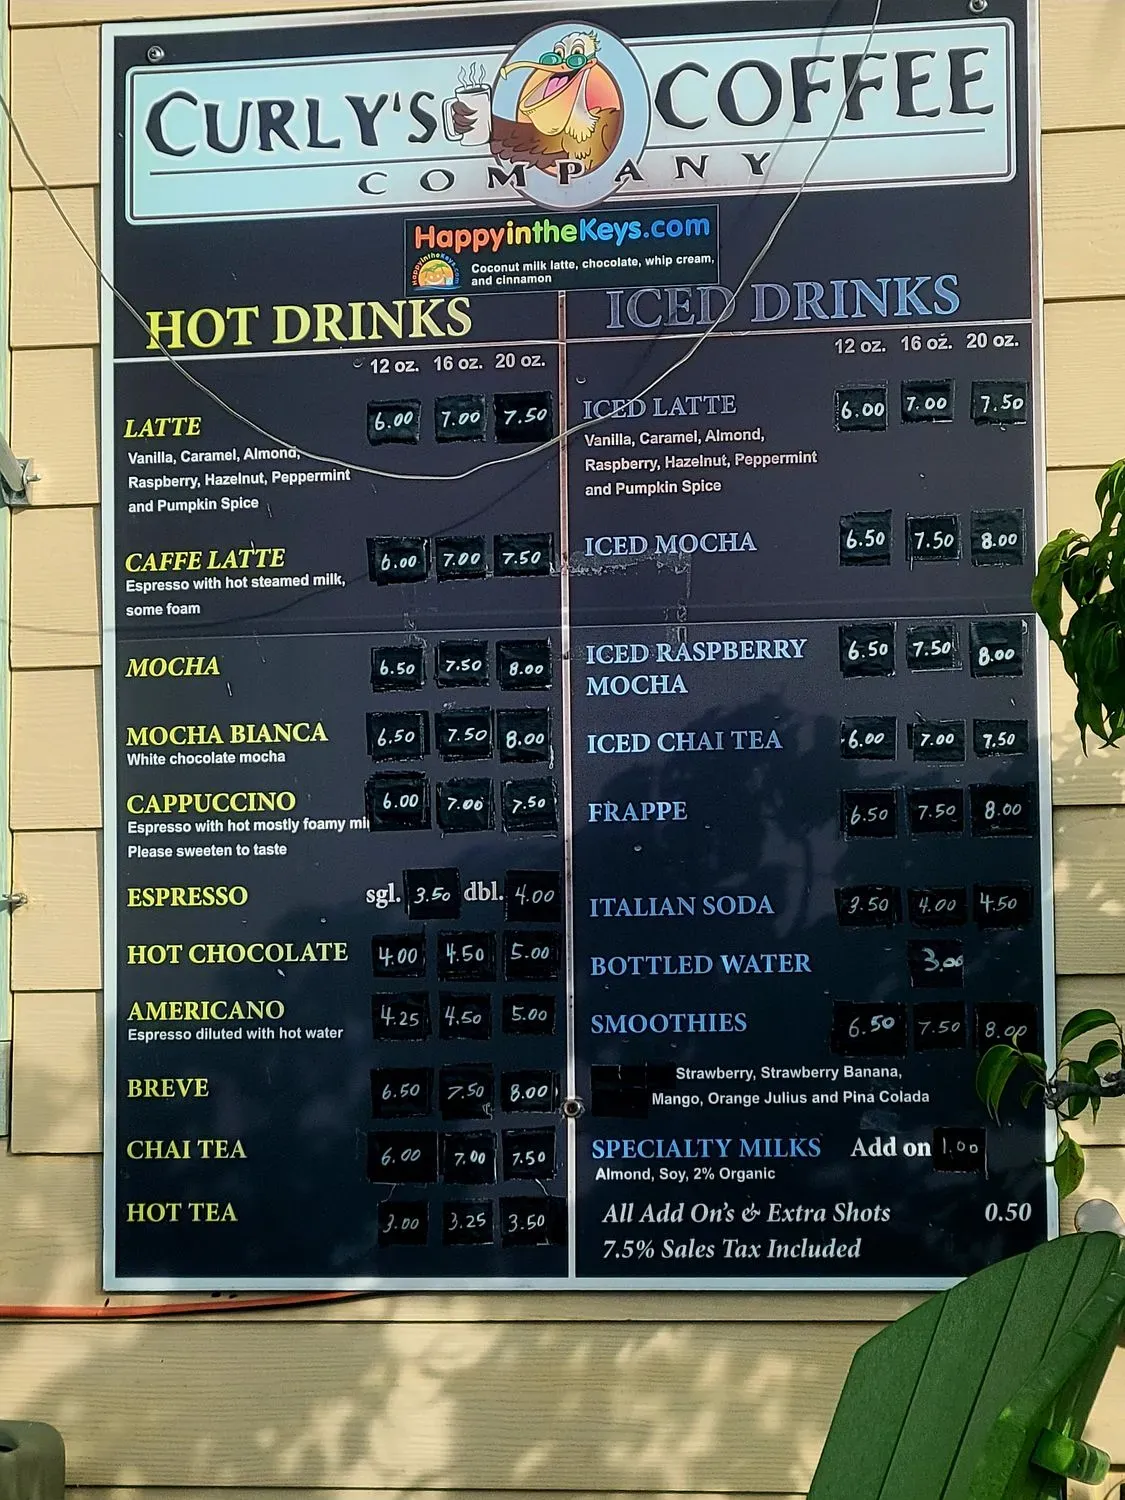 CURLY'S COFFEE
COMPANY
HappyintheKeys.com
Coconut milk latte, chocolate, whip cream,
and cinnamon
HOT DRINKS
12 oz. 16 oz. 20 oz.
LATTE 6.00 7.00 7.50
Vanilla, Caramel, Almond,
Raspberry, Hazelnut, Peppermint
and Pumpkin Spice
CAFFE LATTE 6.00 7.00 7.50
Espresso with hot steamed milk,
some foam
MOCHA 6.50 7.50 8.00
MOCHA BIANCA 6.50 7.50 8.00
White chocolate mocha
CAPPUCCINO 6.00 7.00 7.50
Espresso with hot mostly foamy
Please sweeten to taste
ESPRESSO sgl. 3.50 dbl. 4.00
HOT CHOCOLATE 4.00 4.50 5.00
AMERICANO 4.25 4.50 5.00
Espresso diluted with hot water
BREVE 6.50 7.50 8.00
CHAI TEA 6.00 7.00 7.50
HOT TEA 3.00 3.25 3.50
ICED DRINKS
12 oz. 16 oz. 20 oz.
ICED LATTE 6.00 7.00 7.50
Vanilla, Caramel, Almond,
Raspberry, Hazelnut, Peppermint
and Pumpkin Spice
ICED MOCHA 6.50 7.50 8.00
ICED RASPBERRY 6.50 7.50 8.00
MOCHA
ICED CHAI TEA 6.00 7.00 7.50
FRAPPE 6.50 7.50 8.00
ITALIAN SODA 3.50 4.00 4.50
BOTTLED WATER 3.00
SMOOTHIES 6.50 7.50 8.00
Strawberry, Strawberry Banana,
Mango, Orange Julius and Pina Colada
SPECIALTY MILKS Add on 1.00
Almond, Soy, 2% Organic
All Add On's & Extra Shots 0.50
7.5% Sales Tax Included